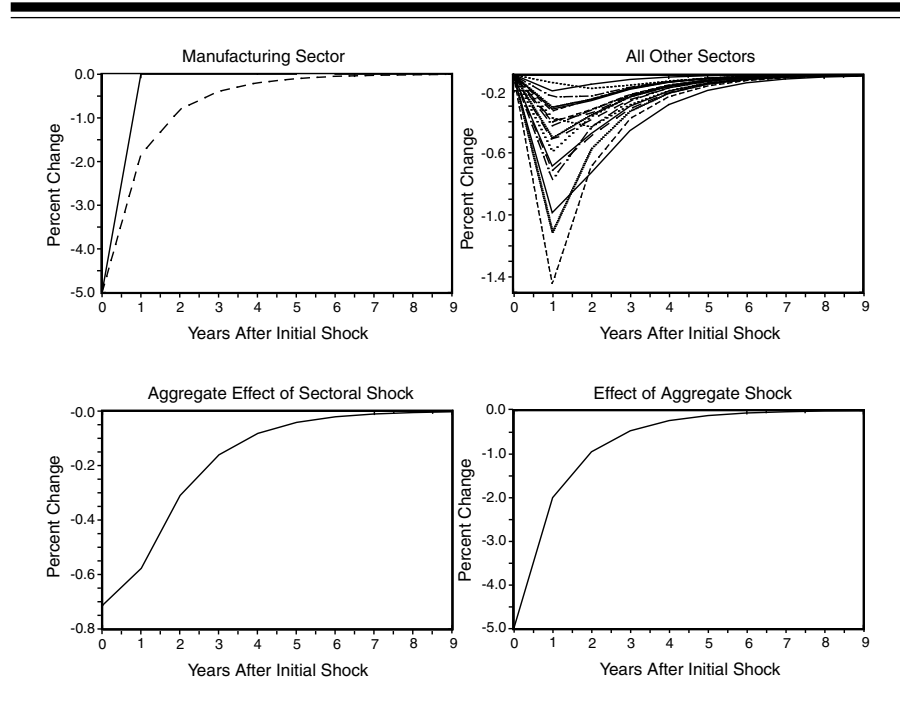 Manufacturing Sector
0.0
-1.0
-2.0
-3.0
-4.0
-5.0
Percent Change
0 1 2 3 4 5 6 7 8 9
Years After Initial Shock
All Other Sectors
-0.2
-0.6
-1.0
-1.4
Percent Change
0 1 2 3 4 5 6 7 8 9
Years After Initial Shock
Aggregate Effect of Sectoral Shock
-0.0
-0.2
-0.4
-0.6
-0.8
Percent Change
0 1 2 3 4 5 6 7 8 9
Years After Initial Shock
Effect of Aggregate Shock
0.0
-1.0
-2.0
-3.0
-4.0
-5.0
Percent Change
0 1 2 3 4 5 6 7 8 9
Years After Initial Shock